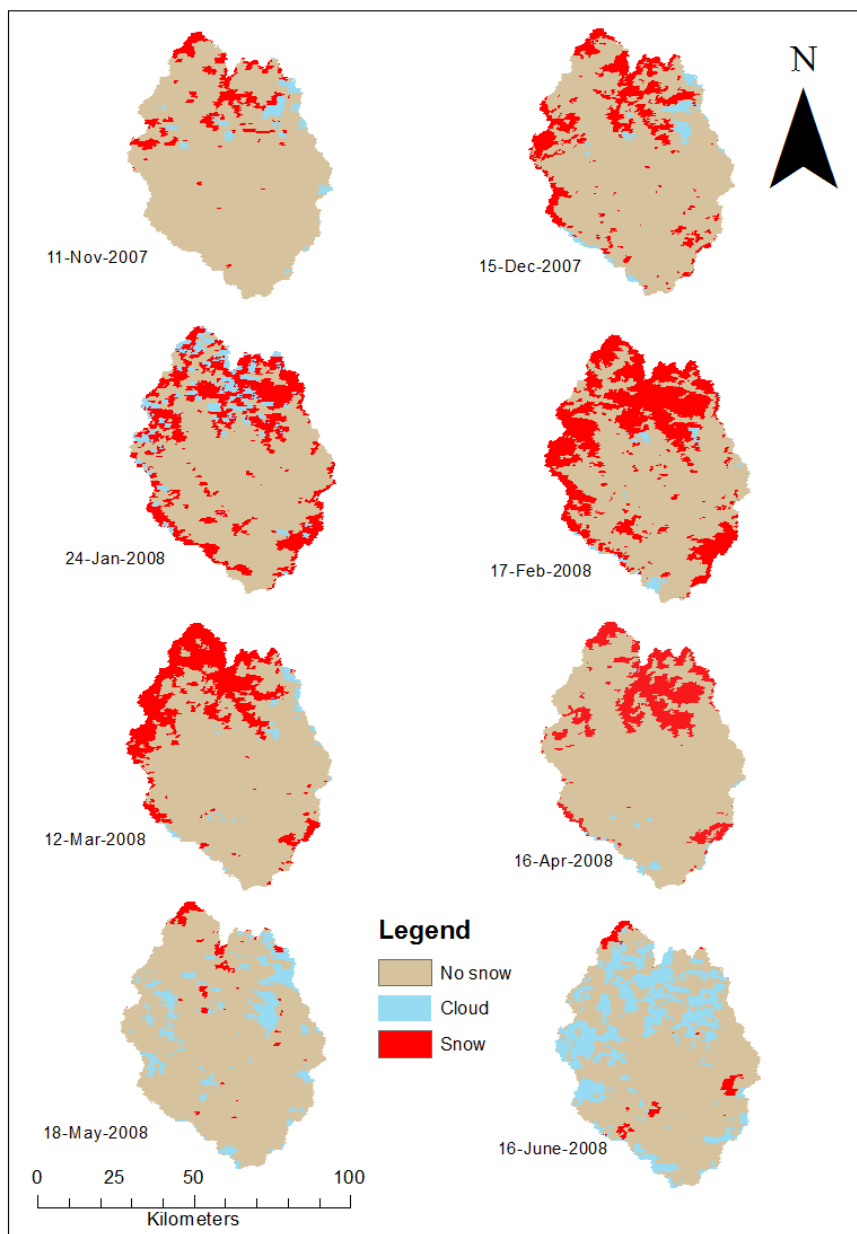 N
11-Nov-2007
15-Dec-2007
24-Jan-2008
17-Feb-2008
12-Mar-2008
16-Apr-2008
Legend
No snow
Cloud
Snow
18-May-2008
16-June-2008
0 25 50 100
Kilometers